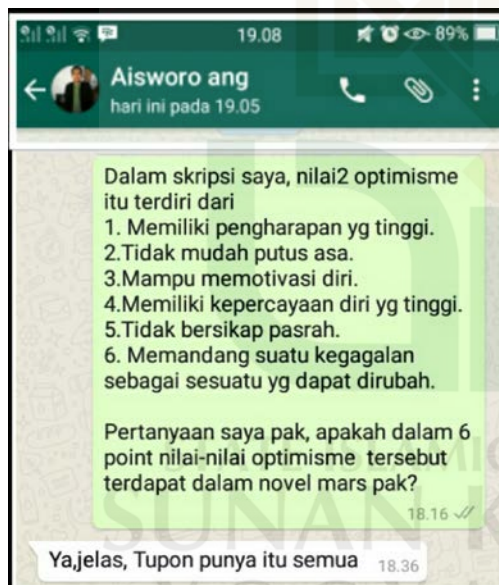 19.08
89%
Aisworo ang
hari ini pada 19.05
Dalam skripsi saya, nilai2 optimisme
itu terdiri dari
1. Memiliki pengharapan yg tinggi.
2.Tidak mudah putus asa.
3.Mampu memotivasi diri.
4.Memiliki kepercayaan diri yg tinggi.
5.Tidak bersikap pasrah.
6. Memandang suatu kegagalan
sebagai sesuatu yg dapat dirubah.
Pertanyaan saya pak, apakah dalam 6
point nilai-nilai optimisme tersebut
terdapat dalam novel mars pak?
18.16
Ya,jelas, Tupon punya itu semua
18.36